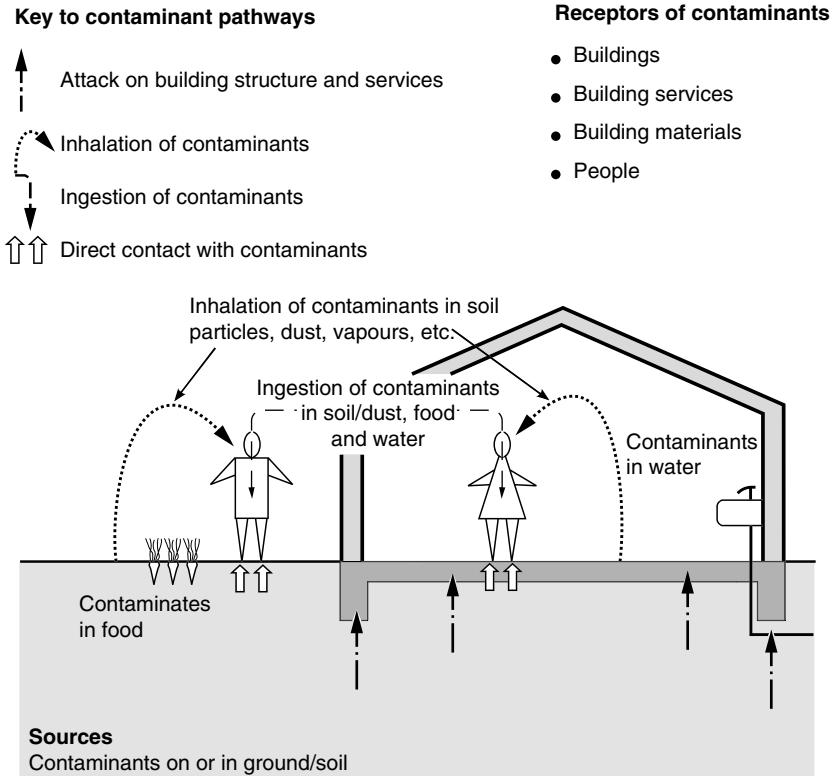 Key to contaminant pathways
Attack on building structure and services
Inhalation of contaminants
Ingestion of contaminants
Direct contact with contaminants
Receptors of contaminants
● Buildings
● Building services
● Building materials
● People
Inhalation of contaminants in soil
particles, dust, vapours, etc.
Ingestion of contaminants
in soil/dust, food
and water
Contaminants
in water
Contaminates
in food
Sources
Contaminants on or in ground/soil